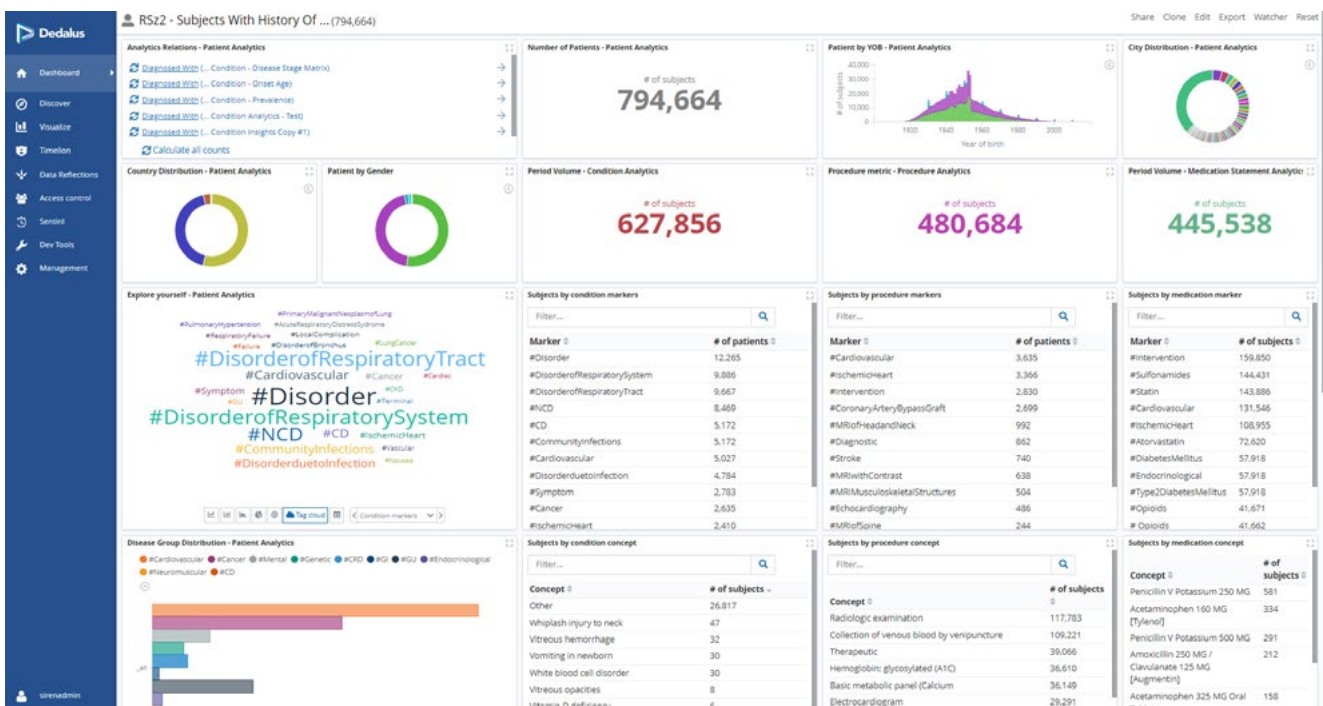 Dedalus
Dashboard
Discover
Visualize
Timelion
Data Reflections
Access control
Sentinl
Dev Tools
Management
sirenadmin
RSz2 - Subjects With History Of ... (794,664)
Share Clone Edit Export Watcher Reset
Analytics Relations - Patient Analytics
Diagnosed With (... Condition - Disease Stage Matrix)
Diagnosed With (... Condition - Onset Age)
Diagnosed With (... Condition - Prevalence)
Diagnosed With (... Condition Analytics - Test)
Diagnosed With (... Condition Insights Copy #1)
Calculate all counts
Number of Patients - Patient Analytics
# of subjects
794,664
Patient by YOB - Patient Analytics
# of subjects
40,000
30,000
20,000
10,000
0
1920 1940 1960 1980 2000
Year of birth
City Distribution - Patient Analytics
Country Distribution - Patient Analytics
Patient by Gender
Period Volume - Condition Analytics
# of subjects
627,856
Procedure metric - Procedure Analytics
# of subjects
480,684
Period Volume - Medication Statement Analytic
# of subjects
445,538
Explore yourself - Patient Analytics
#PrimaryMalignantNeoplasmofLung
#PulmonaryHypertension #AcuteRespiratoryDistressSydrome
#RespiratoryFailure #LocalComplication
#Failure #DisorderofBronchus #LungCancer
#DisorderofRespiratoryTract
#Cardiovascular #Cancer #Cardiac
#Symptom #Disorder
#GU #Terminal
#DisorderofRespiratorySystem
#NCD #CD #IschemicHeart
#CommunityInfections #Vascular
#DisorderduetoInfection
Tag cloud Condition markers
Subjects by condition markers
Filter...
Marker # of patients
#Disorder 12,265
#DisorderofRespiratorySystem 9,886
#DisorderofRespiratoryTract 9,667
#NCD 8,469
#CD 5,172
#CommunityInfections 5,172
#Cardiovascular 5,027
#DisorderduetoInfection 4,784
#Symptom 2,783
#Cancer 2,635
#IschemicHeart 2,410
Subjects by procedure markers
Filter...
Marker # of patients
#Cardiovascular 3,635
#IschemicHeart 3,366
#Intervention 2,830
#CoronaryArteryBypassGraft 2,699
#MRIofHeadandNeck 992
#Diagnostic 862
#Stroke 740
#MRIwithContrast 638
#MRIMusculoskeletalStructures 504
#Echocardiography 486
#MRIofSpine 244
Subjects by medication marker
Filter...
Marker # of subjects
#Intervention 159,850
#Sulfonamides 144,431
#Statin 143,886
#Cardiovascular 131,546
#IschemicHeart 108,955
#Atorvastatin 72,620
#DiabetesMellitus 57,918
#Endocrinological 57,918
#Type2DiabetesMellitus 57,918
#Opioids 41,671
# Opioids 41,662
Disease Group Distribution - Patient Analytics
#Cardiovascular #Cancer #Mental #Genetic #CRD #GI #GU #Endocrinological
#Neuromuscular #CD
_all
Subjects by condition concept
Filter...
Concept # of subjects
Other 26,817
Whiplash injury to neck 47
Vitreous hemorrhage 32
Vomiting in newborn 30
White blood cell disorder 30
Vitreous opacities 8
Vitamin D deficiency 6
Subjects by procedure concept
Filter...
Concept # of subjects
Radiologic examination 117,783
Collection of venous blood by venipuncture 109,221
Therapeutic 39,066
Hemoglobin; glycosylated (A1C) 36,610
Basic metabolic panel (Calcium 36,149
Electrocardiogram 29,291
Subjects by medication concept
Concept # of subjects
Penicillin V Potassium 250 MG 581
Acetaminophen 160 MG [Tylenol] 334
Penicillin V Potassium 500 MG 291
Amoxicillin 250 MG / Clavulanate 125 MG [Augmentin] 212
Acetaminophen 325 MG Oral 158